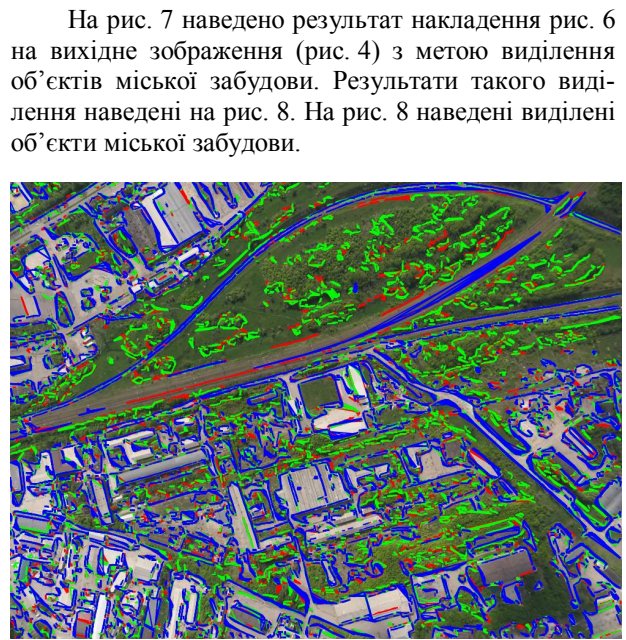 На рис. 7 наведено результат накладення рис. 6
на вихідне зображення (рис. 4) з метою виділення
об’єктів міської забудови. Результати такого виді-
лення наведені на рис. 8. На рис. 8 наведені виділені
об’єкти міської забудови.